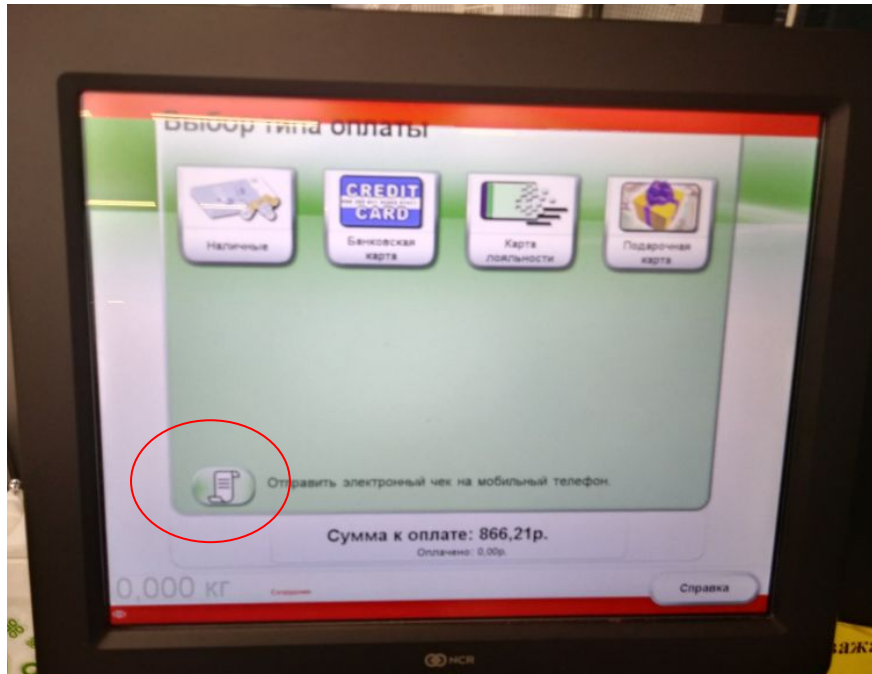 Выбор типа оплаты
CREDIT
CARD
Наличные
Банковская
карта
Карта
лояльности
Подарочная
карта
Отправить электронный чек на мобильный телефон.
Сумма к оплате: 866,21р.
Оплачено: 0,00р.
0,000 кг
Справка
NCR